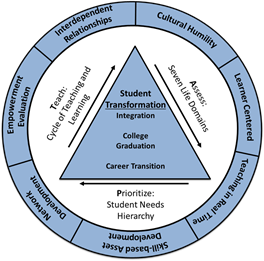 Interdependent
Relationships
Cultural Humility
Learner Centered
Teaching in Real Time
Skill-based Asset
Development
Network
Development
Empowerment
Evaluation
Teach:
Cycle of Teaching and
Learning
Assess:
Seven Life Domains
Prioritize:
Student Needs
Hierarchy
Student
Transformation
Integration
College
Graduation
Career Transition